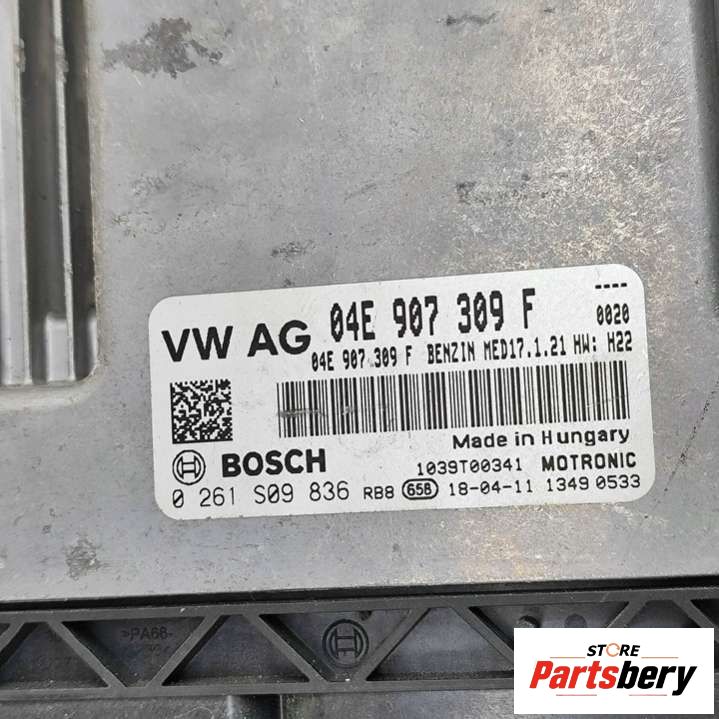 ----
VW AG 04E 907 309 F 0020
04E 907 309 F BENZIN MED17.1.21 HW: H22
Made in Hungary
BOSCH 1039T00341 MOTRONIC
0 261 S09 836 RB8 658 18-04-11 1349 0533
>PA66-
STORE
Partsbery